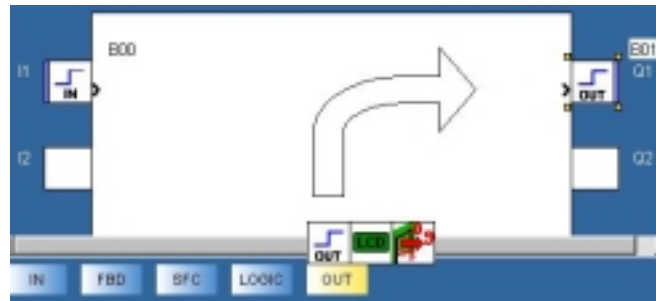 B00
B01
I1
IN
OUT
Q1
I2
Q2
OUT
LCD
IN
FBD
SFC
LOGIC
OUT